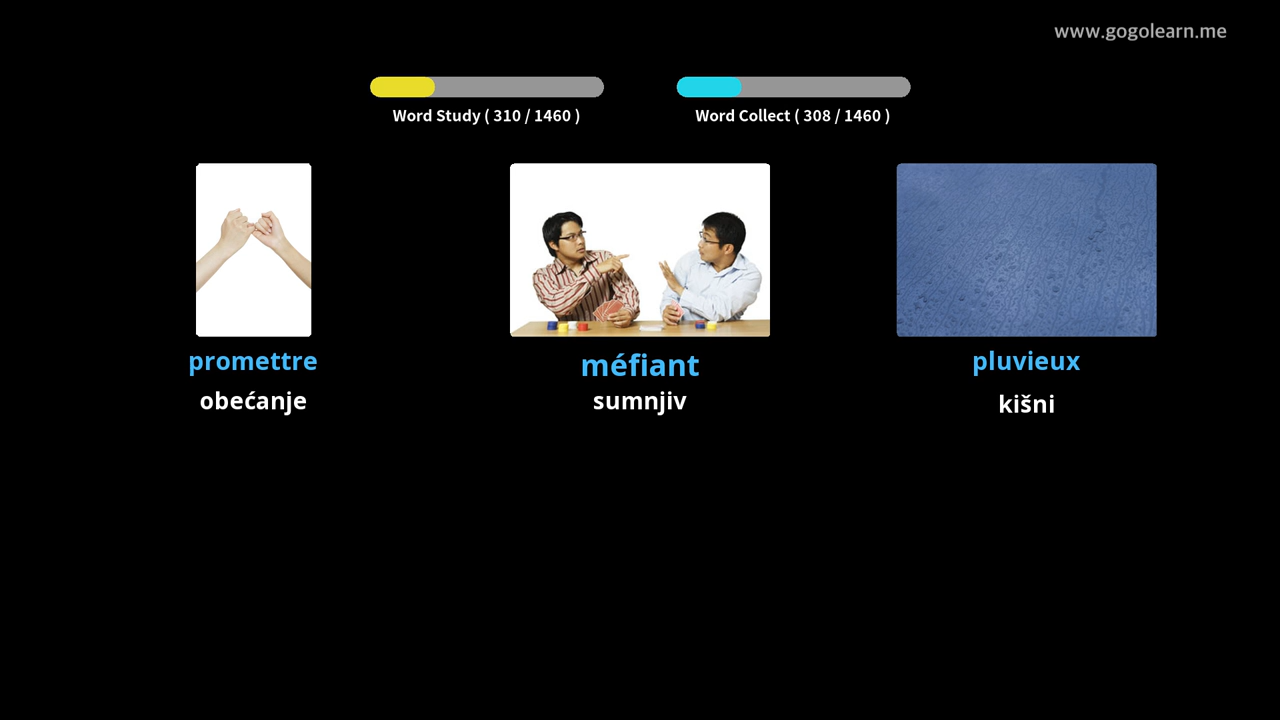 www.gogolearn.me
Word Study ( 310 / 1460 )
Word Collect ( 308 / 1460 )
promettre
obećanje
méfiant
sumnjiv
pluvieux
kišni